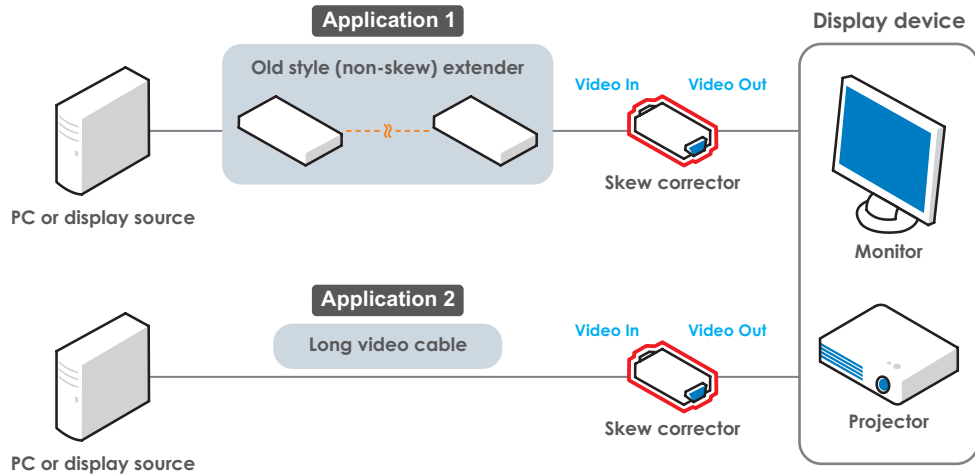 Application 1
Display device
Old style (non-skew) extender
Video In
Video Out
PC or display source
Skew corrector
Monitor
Application 2
Long video cable
Video In
Video Out
PC or display source
Skew corrector
Projector